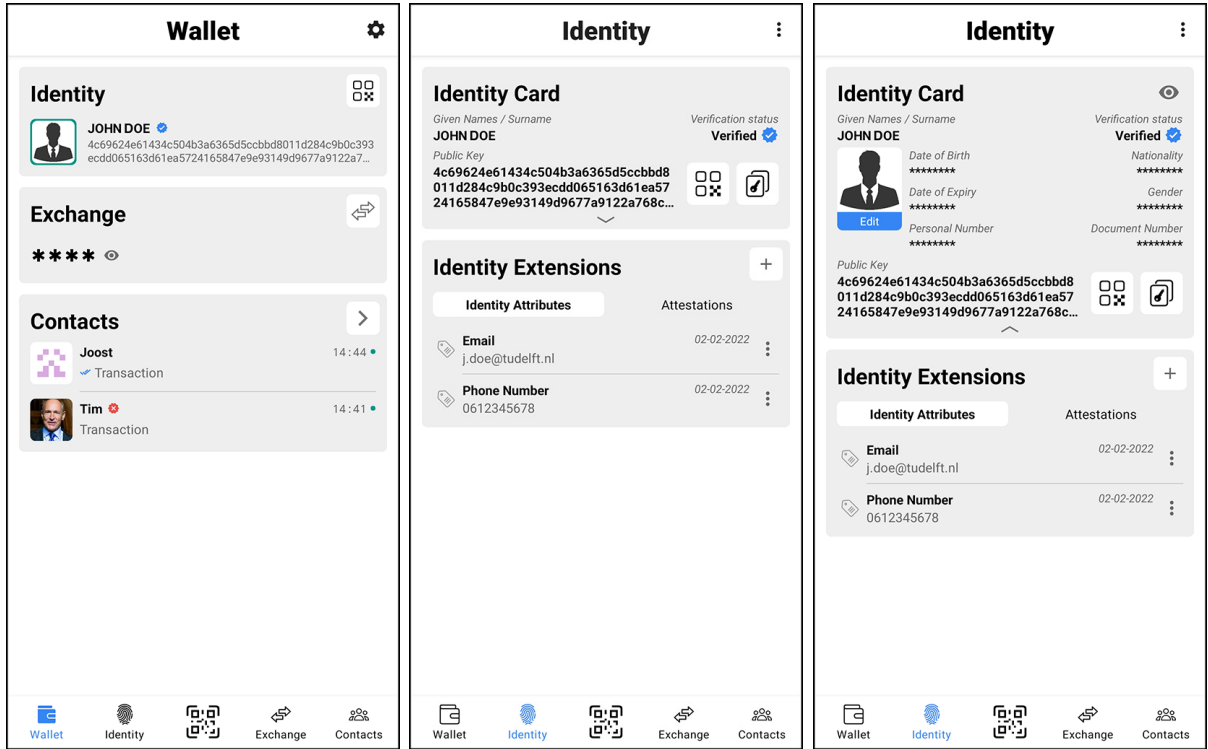 Wallet
Identity
JOHN DOE
4c69624e61434c504b3a6365d5ccbbd8011d284c9b0c393
ecdd065163d61ea5724165847e9e93149d9677a9122a7...
Exchange
****
Contacts
Joost
14:44
Transaction
Tim
14:41
Transaction
Wallet
Identity
Exchange
Contacts
Identity
Identity Card
Given Names / Surname
Verification status
JOHN DOE
Verified
Public Key
4c69624e61434c504b3a6365d5ccbbd8
011d284c9b0c393ecdd065163d61ea57
24165847e9e93149d9677a9122a768c...
Identity Extensions
Identity Attributes
Attestations
Email
02-02-2022
j.doe@tudelft.nl
Phone Number
02-02-2022
0612345678
Wallet
Identity
Exchange
Contacts
Identity
Identity Card
Given Names / Surname
Verification status
JOHN DOE
Verified
Date of Birth
Nationality
********
********
Date of Expiry
Gender
********
********
Edit
Personal Number
Document Number
********
********
Public Key
4c69624e61434c504b3a6365d5ccbbd8
011d284c9b0c393ecdd065163d61ea57
24165847e9e93149d9677a9122a768c...
Identity Extensions
Identity Attributes
Attestations
Email
02-02-2022
j.doe@tudelft.nl
Phone Number
02-02-2022
0612345678
Wallet
Identity
Exchange
Contacts